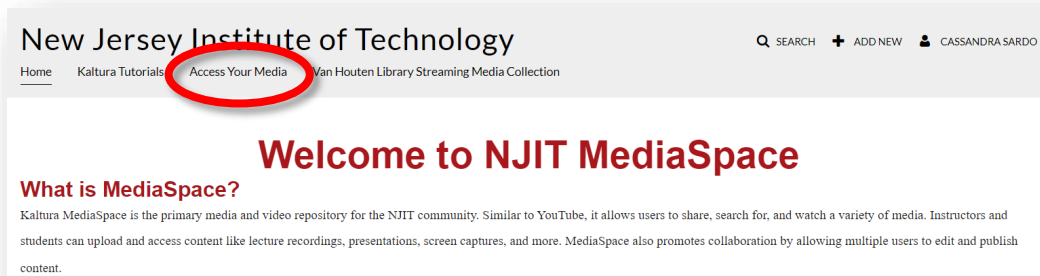 New Jersey Institute of Technology
SEARCH ADD NEW CASSANDRA SARDO
Home Kaltura Tutorials Access Your Media Van Houten Library Streaming Media Collection
Welcome to NJIT MediaSpace
What is MediaSpace?
Kaltura MediaSpace is the primary media and video repository for the NJIT community. Similar to YouTube, it allows users to share, search for, and watch a variety of media. Instructors and
students can upload and access content like lecture recordings, presentations, screen captures, and more. MediaSpace also promotes collaboration by allowing multiple users to edit and publish
content.